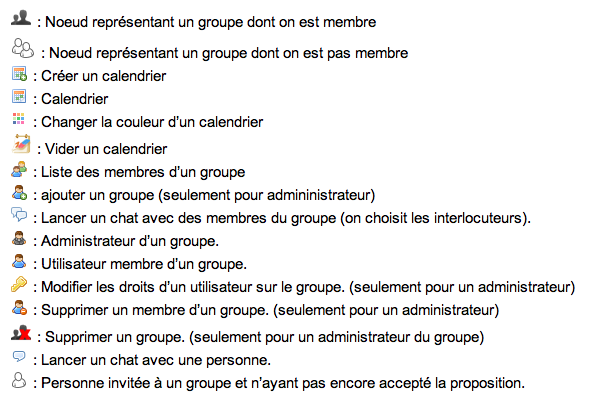 : Noeud représentant un groupe dont on est membre
: Noeud représentant un groupe dont on est pas membre
: Créer un calendrier
: Calendrier
: Changer la couleur d'un calendrier
: Vider un calendrier
: Liste des membres d'un groupe
: ajouter un groupe (seulement pour admininistrateur)
: Lancer un chat avec des membres du groupe (on choisit les interlocuteurs).
: Administrateur d'un groupe.
: Utilisateur membre d'un groupe.
: Modifier les droits d'un utilisateur sur le groupe. (seulement pour un administrateur)
: Supprimer un membre d'un groupe. (seulement pour un administrateur)
: Supprimer un groupe. (seulement pour un administrateur du groupe)
: Lancer un chat avec une personne.
: Personne invitée à un groupe et n'ayant pas encore accepté la proposition.